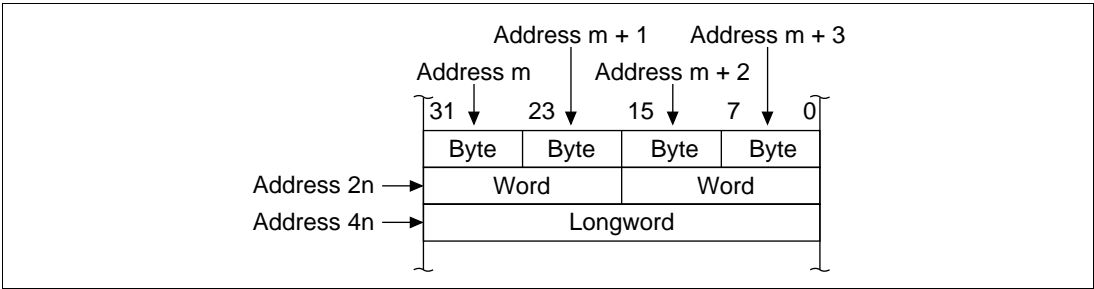 Address m + 1 Address m + 3
Address m Address m + 2
31 23 15 7 0
Byte Byte Byte Byte
Address 2n Word Word
Address 4n Longword